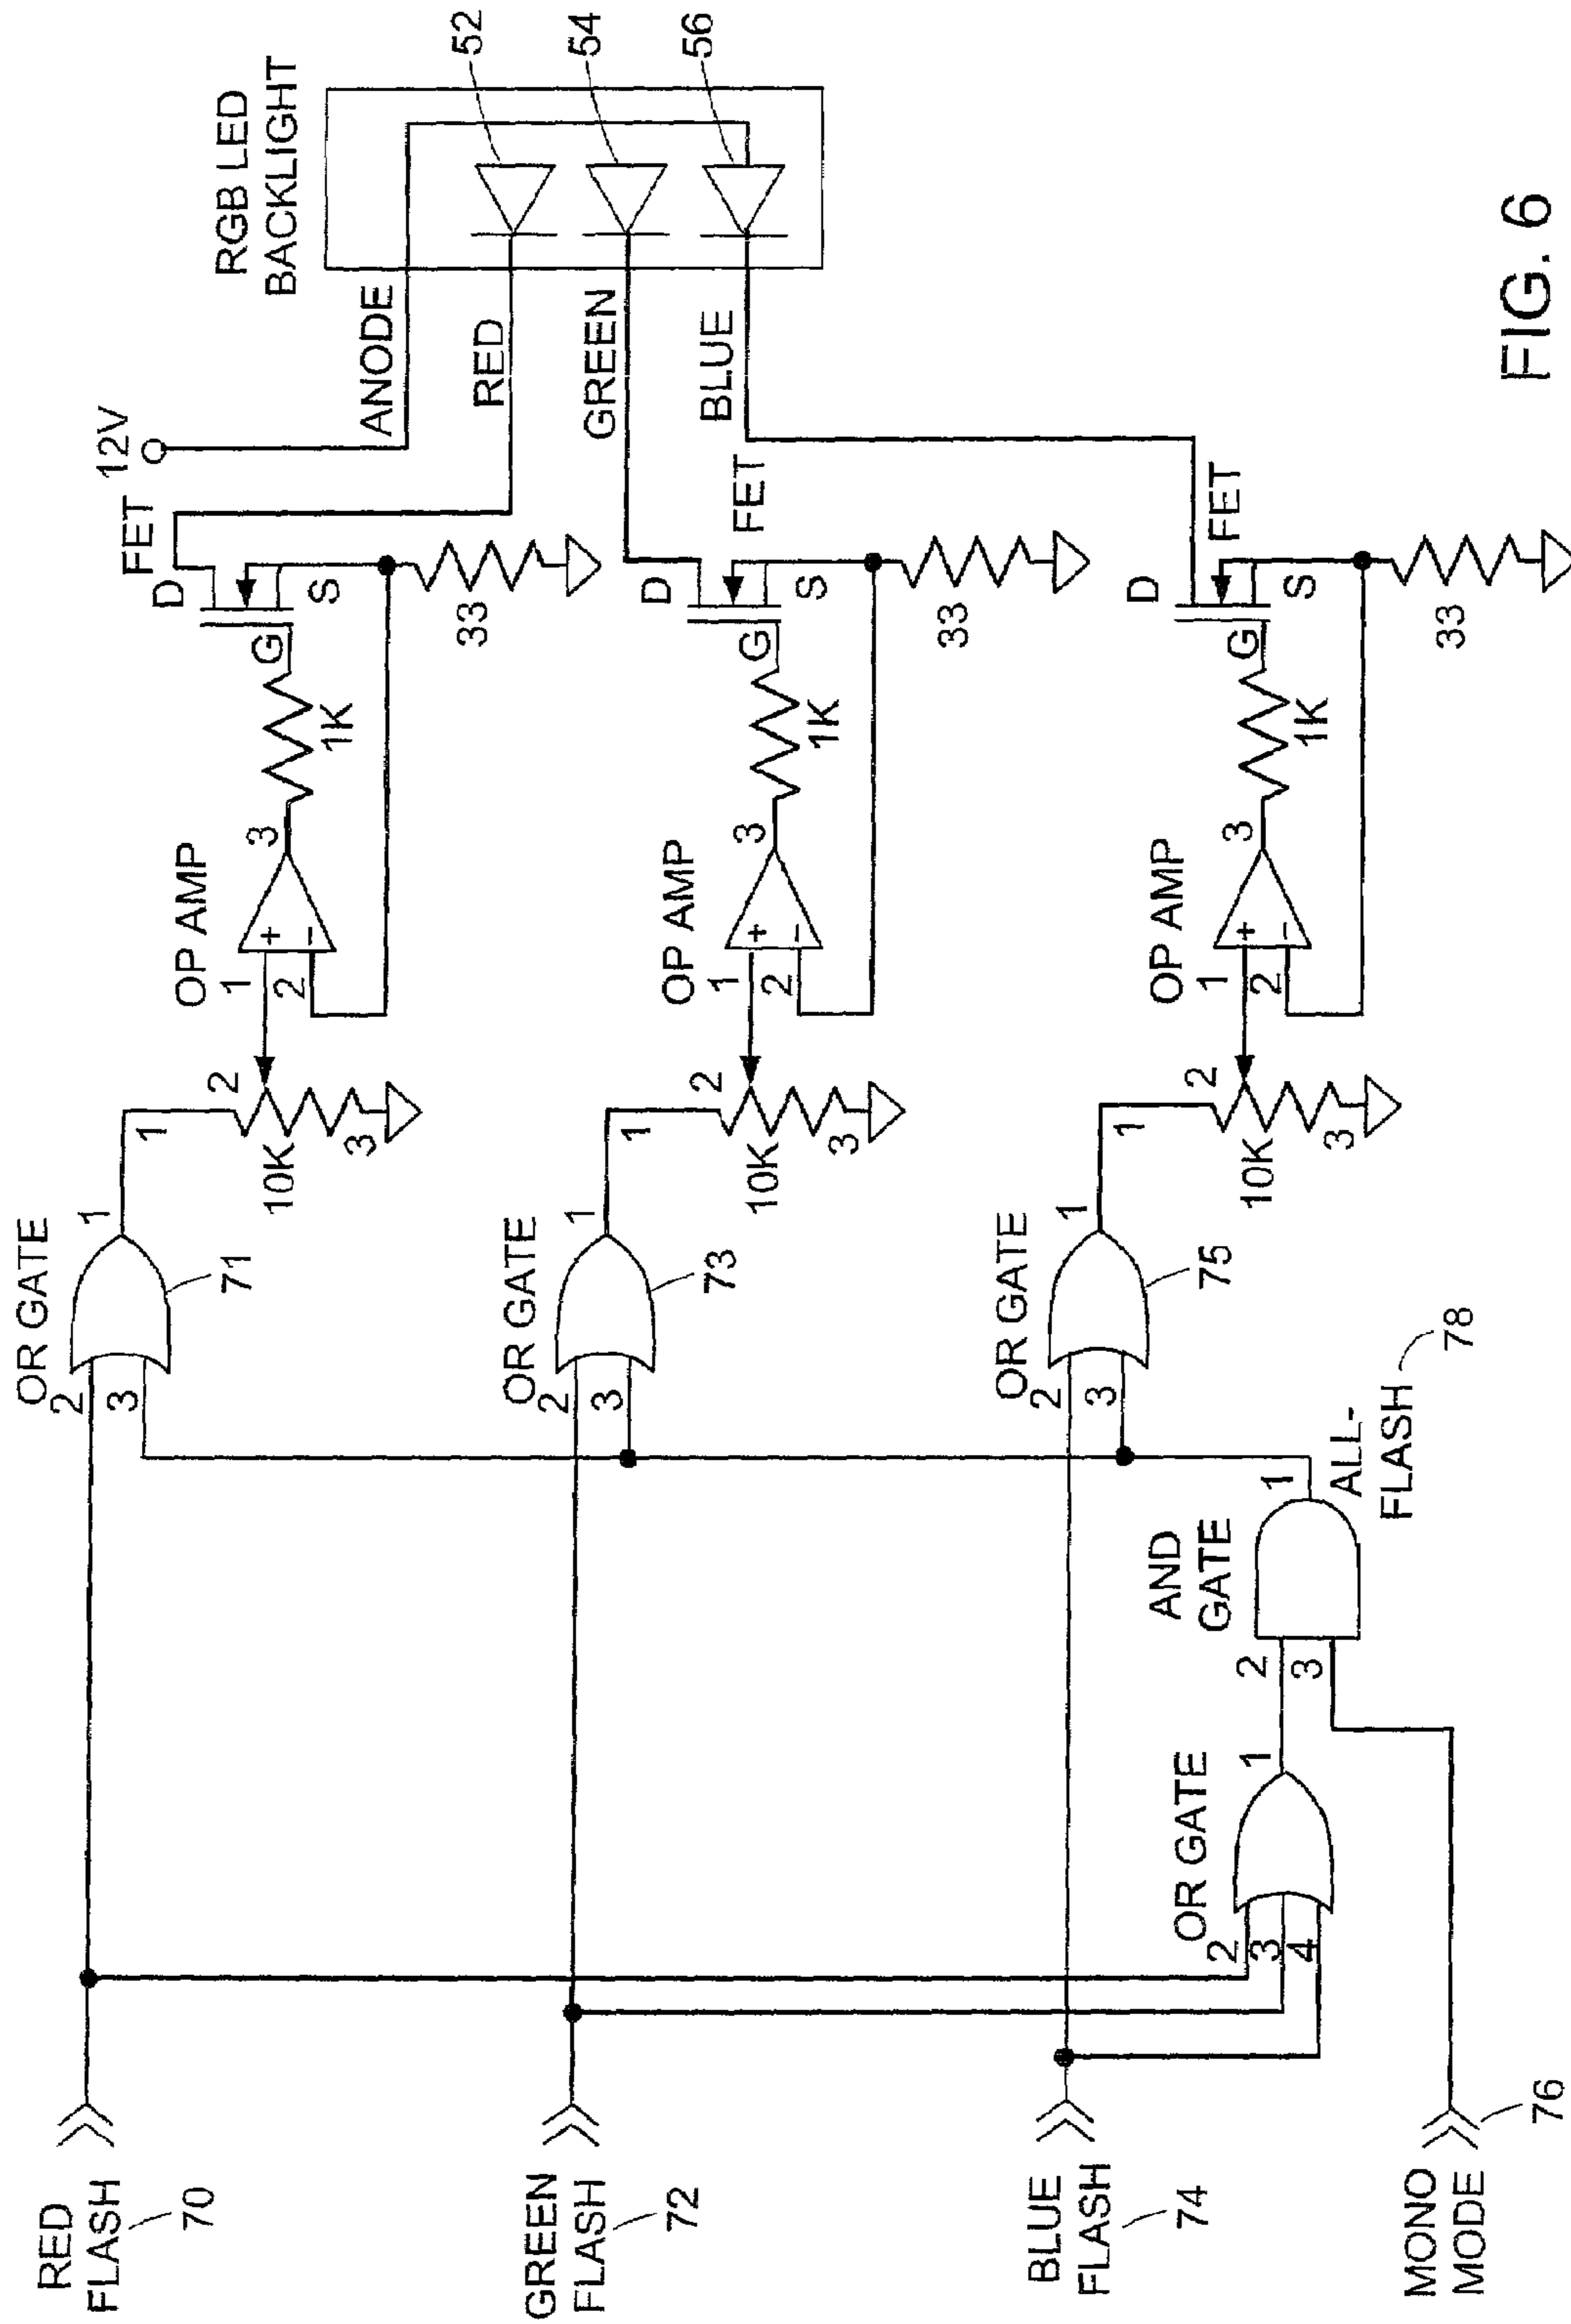 RED
FLASH
70
GREEN
FLASH
72
BLUE
FLASH
74
MONO
MODE
76
OR GATE
2
3
4
1
AND
GATE
2
3
1
ALL-
FLASH
78
OR GATE
2
3
1
71
OR GATE
2
3
1
73
OR GATE
2
3
1
75
1
2
10K
3
1
2
10K
3
1
2
10K
3
OP AMP
1
2
+
−
3
OP AMP
1
2
+
−
3
OP AMP
1
2
+
−
3
1K
G
D
S
FET
33
1K
G
D
S
FET
33
1K
G
D
S
FET
33
12V
ANODE
RED
GREEN
BLUE
RGB LED
BACKLIGHT
52
54
56
FIG. 6